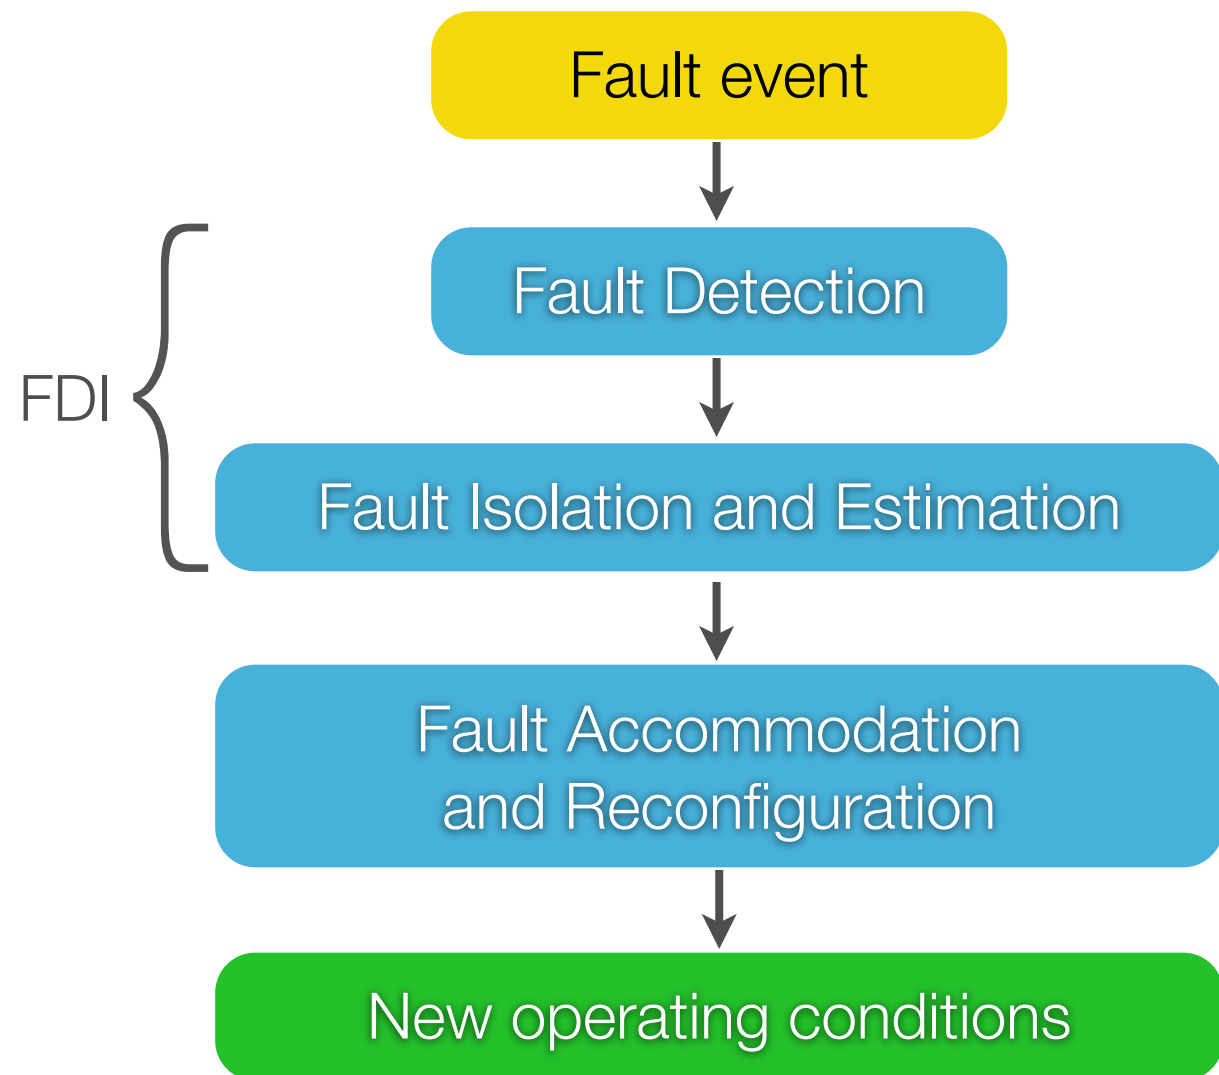 Fault event
Fault Detection
FDI
Fault Isolation and Estimation
Fault Accommodation
and Reconfiguration
New operating conditions